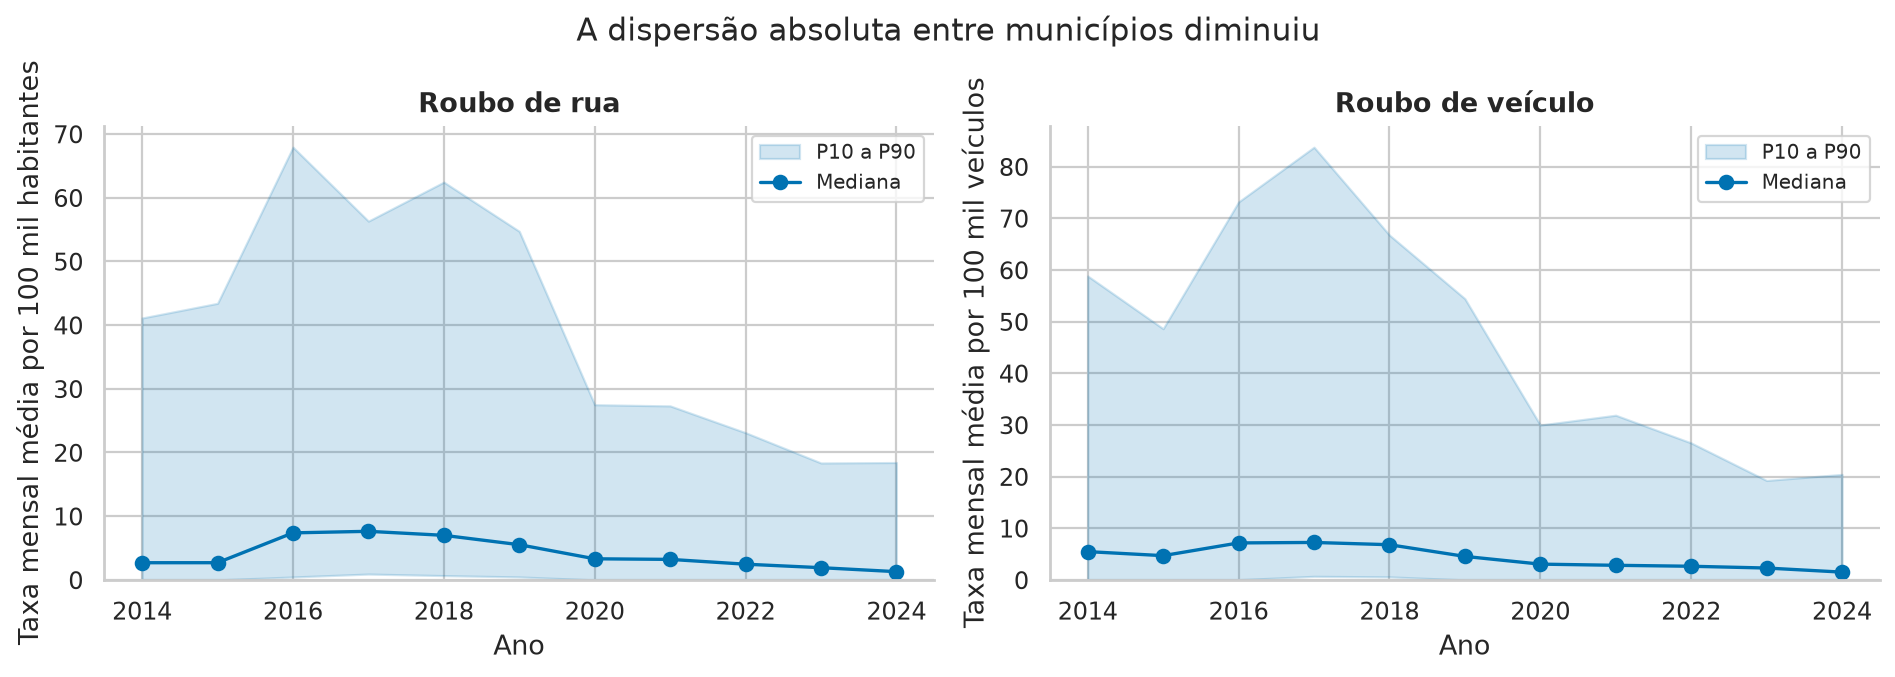 A dispersão absoluta entre municípios diminuiu
Roubo de rua
Taxa mensal média por 100 mil habitantes
70
60
50
40
30
20
10
0
P10 a P90
Mediana
2014
2016
2018
2020
2022
2024
Ano
Roubo de veículo
Taxa mensal média por 100 mil veículos
80
70
60
50
40
30
20
10
0
P10 a P90
Mediana
2014
2016
2018
2020
2022
2024
Ano